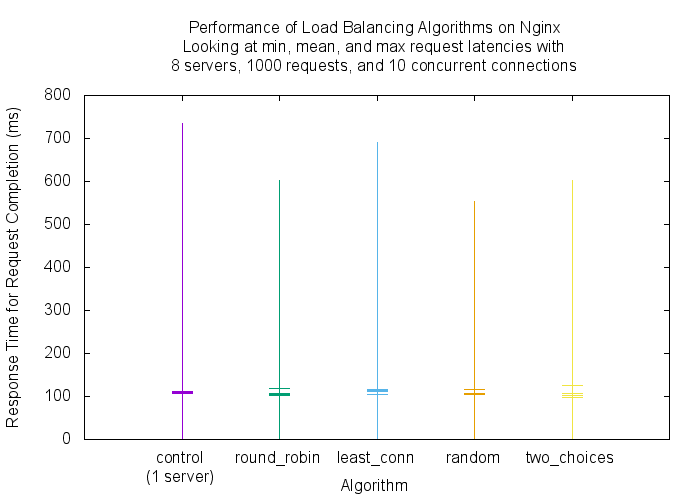 Performance of Load Balancing Algorithms on Nginx
Looking at min, mean, and max request latencies with
8 servers, 1000 requests, and 10 concurrent connections
Response Time for Request Completion (ms)
800
700
600
500
400
300
200
100
0
control
(1 server)
round_robin
least_conn
random
two_choices
Algorithm